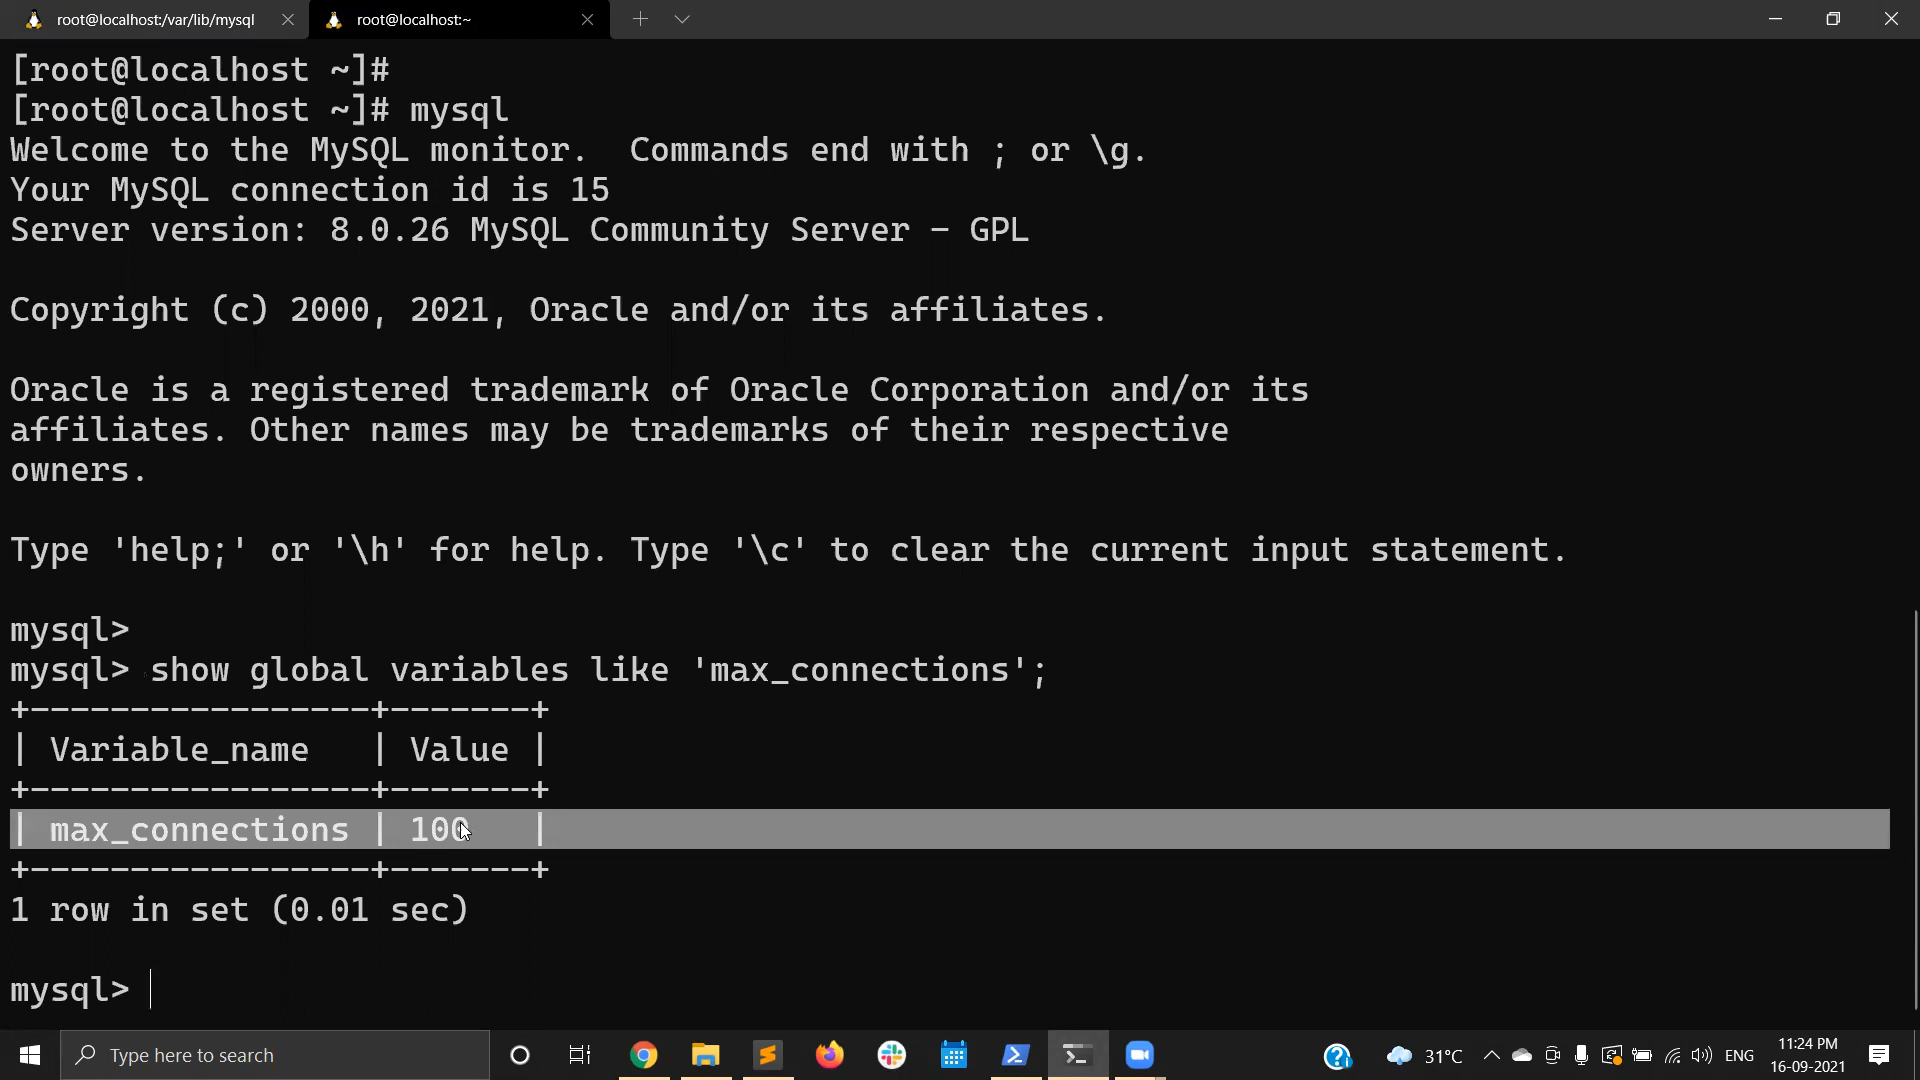 root@localhost:/var/lib/mysql
root@localhost:~
[root@localhost ~]#
[root@localhost ~]# mysql
Welcome to the MySQL monitor.  Commands end with ; or \g.
Your MySQL connection id is 15
Server version: 8.0.26 MySQL Community Server - GPL
Copyright (c) 2000, 2021, Oracle and/or its affiliates.
Oracle is a registered trademark of Oracle Corporation and/or its
affiliates. Other names may be trademarks of their respective
owners.
Type 'help;' or '\h' for help. Type '\c' to clear the current input statement.
mysql>
mysql> show global variables like 'max_connections';
+-----------------+-------+
| Variable_name   | Value |
+-----------------+-------+
| max_connections | 100   |
+-----------------+-------+
1 row in set (0.01 sec)
mysql>
Type here to search
31°C
ENG
11:24 PM
16-09-2021